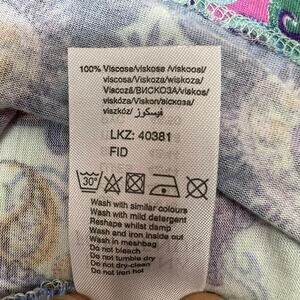 100% Viscose/viskose /viskoosi/
viscosa/Viskoza/wiskoza/
Viscoză/ВИСКОЗА/viskos/
viskóza/Viskon/віскоза/
viszkóz/ فيسكوز
LKZ: 40381
FID
30°
Wash with similar colours
Wash with mild detergent
Reshape whilst damp
Wash and iron inside out
Wash in meshbag
Do not bleach
Do not tumble dry
Do not dry-clean
Do not iron hot